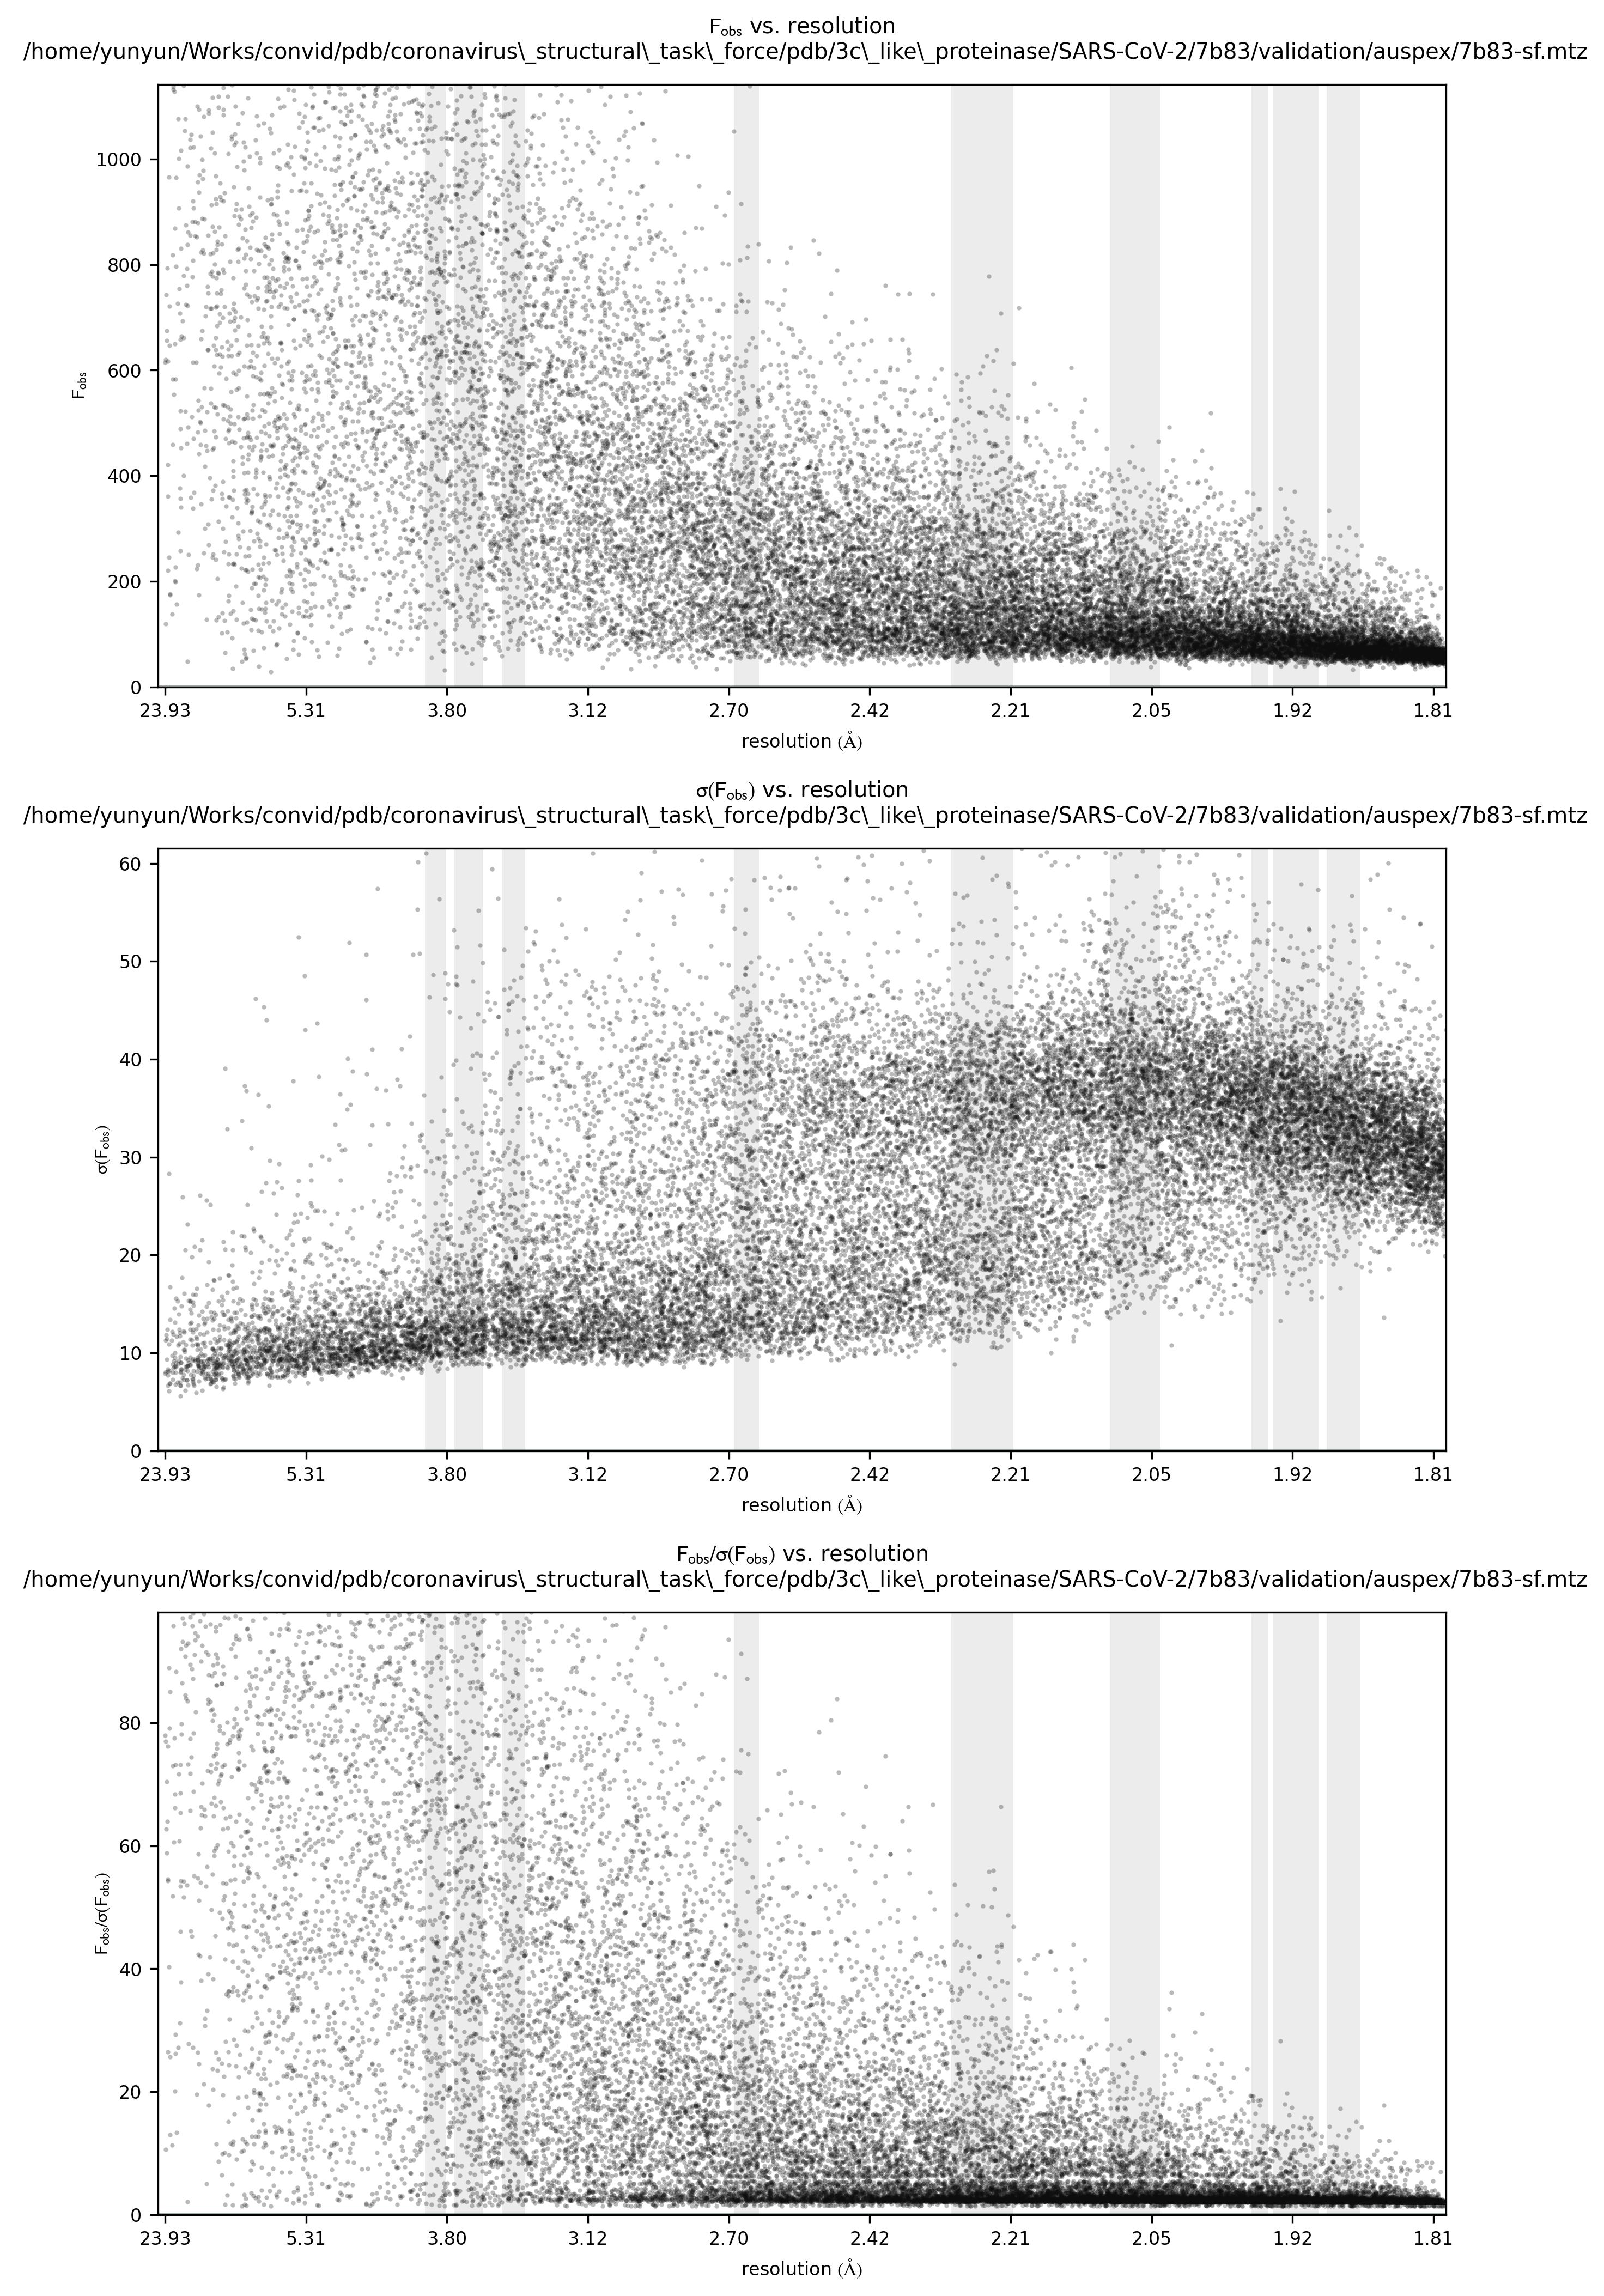 Fobs vs. resolution
/home/yunyun/Works/convid/pdb/coronavirus\_structural\_task\_force/pdb/3c\_like\_proteinase/SARS-CoV-2/7b83/validation/auspex/7b83-sf.mtz
1000
800
600
400
200
0
Fobs
23.93 5.31 3.80 3.12 2.70 2.42 2.21 2.05 1.92 1.81
resolution (Å)
σ(Fobs) vs. resolution
/home/yunyun/Works/convid/pdb/coronavirus\_structural\_task\_force/pdb/3c\_like\_proteinase/SARS-CoV-2/7b83/validation/auspex/7b83-sf.mtz
60
50
40
30
20
10
0
σ(Fobs)
23.93 5.31 3.80 3.12 2.70 2.42 2.21 2.05 1.92 1.81
resolution (Å)
Fobs/σ(Fobs) vs. resolution
/home/yunyun/Works/convid/pdb/coronavirus\_structural\_task\_force/pdb/3c\_like\_proteinase/SARS-CoV-2/7b83/validation/auspex/7b83-sf.mtz
80
60
40
20
0
Fobs/σ(Fobs)
23.93 5.31 3.80 3.12 2.70 2.42 2.21 2.05 1.92 1.81
resolution (Å)